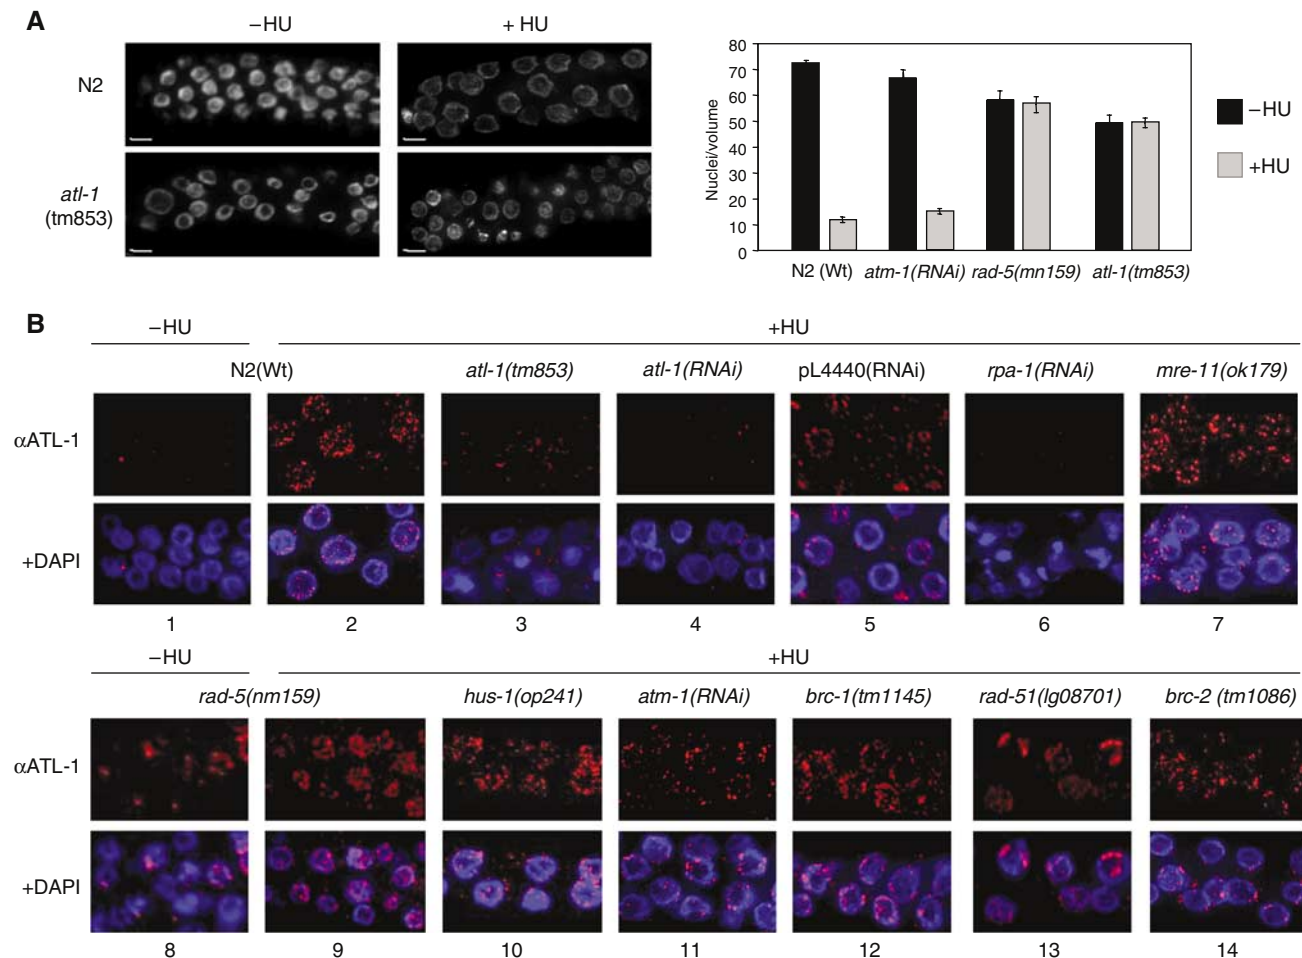 A
–HU
+ HU
N2
atl-1
(tm853)
80
70
60
50
40
30
20
10
0
Nuclei/volume
N2 (Wt)
atm-1(RNAi)
rad-5(mn159)
atl-1(tm853)
–HU
+HU
B
–HU
+HU
N2(Wt)
atl-1(tm853)
atl-1(RNAi)
pL4440(RNAi)
rpa-1(RNAi)
mre-11(ok179)
αATL-1
+DAPI
1 2 3 4 5 6 7
–HU
+HU
rad-5(nm159)
hus-1(op241)
atm-1(RNAi)
brc-1(tm1145)
rad-51(lg08701)
brc-2 (tm1086)
αATL-1
+DAPI
8 9 10 11 12 13 14